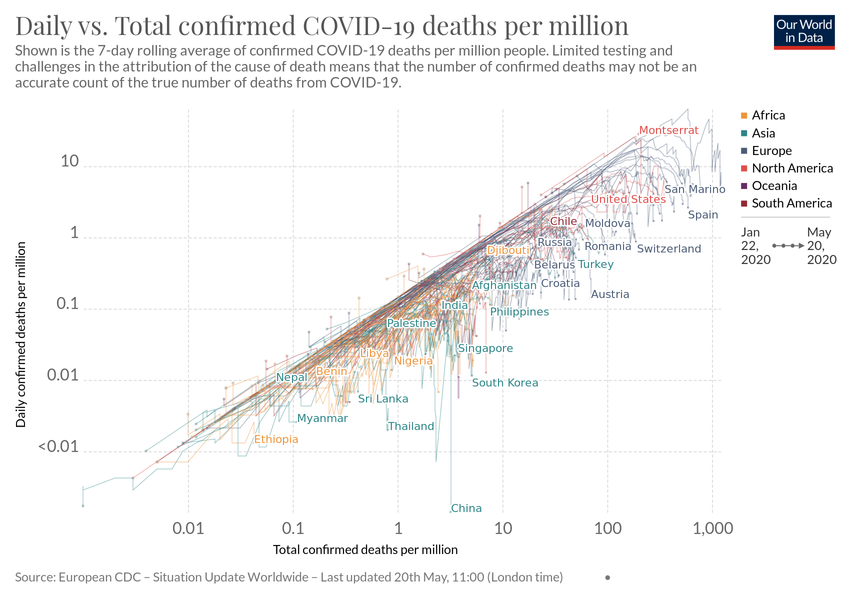 Daily vs. Total confirmed COVID-19 deaths per million
Our World
in Data
Shown is the 7-day rolling average of confirmed COVID-19 deaths per million people. Limited testing and
challenges in the attribution of the cause of death means that the number of confirmed deaths may not be an
accurate count of the true number of deaths from COVID-19.
Daily confirmed deaths per million
10
1
0.1
0.01
<0.01
Montserrat
San Marino
United States
Spain
Chile
Moldova
Russia
Romania
Switzerland
Djibouti
Belarus
Turkey
Afghanistan
Croatia
Austria
India
Philippines
Palestine
Singapore
Libya
Nigeria
Benin
Nepal
South Korea
Sri Lanka
Myanmar
Thailand
Ethiopia
China
0.01
0.1
1
10
100
1,000
Total confirmed deaths per million
Africa
Asia
Europe
North America
Oceania
South America
Jan
22,
2020
May
20,
2020
Source: European CDC – Situation Update Worldwide – Last updated 20th May, 11:00 (London time)